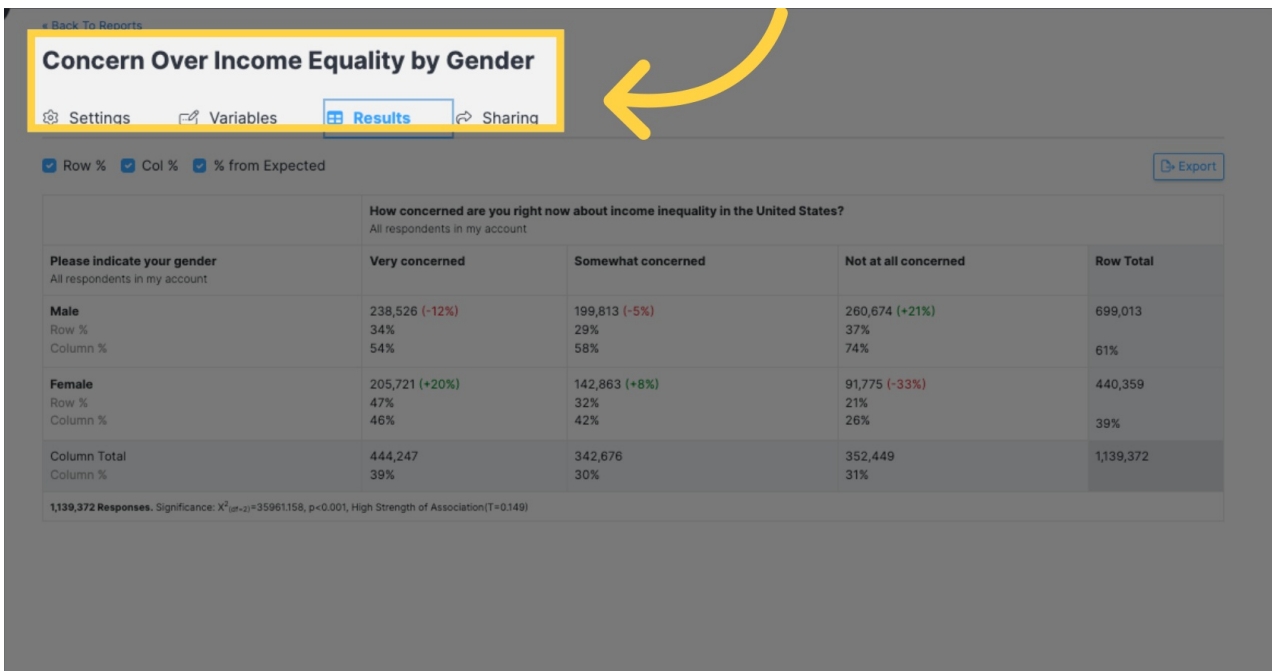 « Back To Reports
Concern Over Income Equality by Gender
Settings Variables Results Sharing
Row % Col % % from Expected Export
How concerned are you right now about income inequality in the United States?
All respondents in my account
Please indicate your gender Very concerned Somewhat concerned Not at all concerned Row Total
All respondents in my account
Male 238,526 (-12%) 199,813 (-5%) 260,674 (+21%) 699,013
Row % 34% 29% 37%
Column % 54% 58% 74% 61%
Female 205,721 (+20%) 142,863 (+8%) 91,775 (-33%) 440,359
Row % 47% 32% 21%
Column % 46% 42% 26% 39%
Column Total 444,247 342,676 352,449 1,139,372
Column % 39% 30% 31%
1,139,372 Responses. Significance: X²(df=2)=35961.158, p<0.001, High Strength of Association(T=0.149)